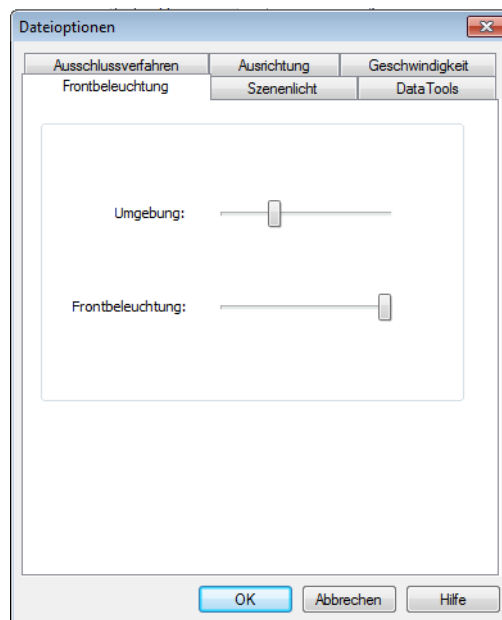 Dateioptionen
Ausschlussverfahren Ausrichtung Geschwindigkeit
Frontbeleuchtung Szenenlicht DataTools
Umgebung:
Frontbeleuchtung:
OK Abbrechen Hilfe